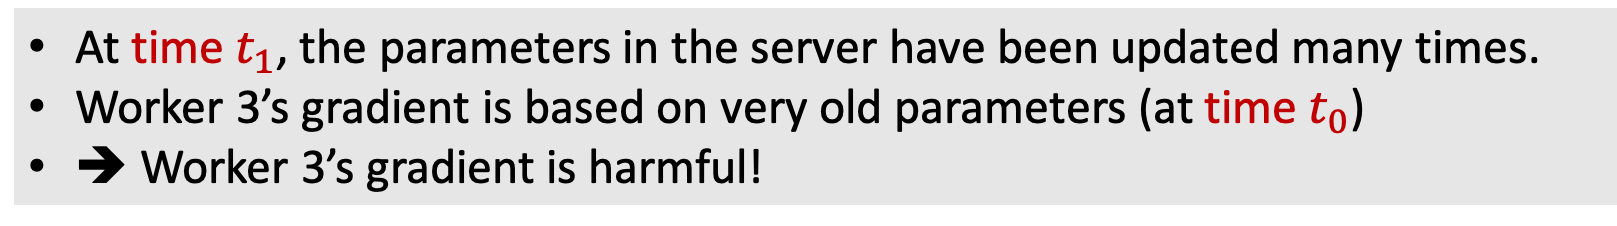 • At time t₁, the parameters in the server have been updated many times.
• Worker 3’s gradient is based on very old parameters (at time t₀)
• ➔ Worker 3’s gradient is harmful!